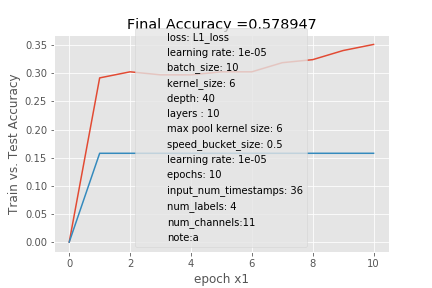 Final Accuracy =0.578947
loss: L1_loss
learning rate: 1e-05
batch_size: 10
kernel_size: 6
depth: 40
layers : 10
max pool kernel size: 6
speed_bucket_size: 0.5
learning rate: 1e-05
epochs: 10
input_num_timestamps: 36
num_labels: 4
num_channels:11
note:a
Train vs. Test Accuracy
0.35
0.30
0.25
0.20
0.15
0.10
0.05
0.00
0 2 4 6 8 10
epoch x1